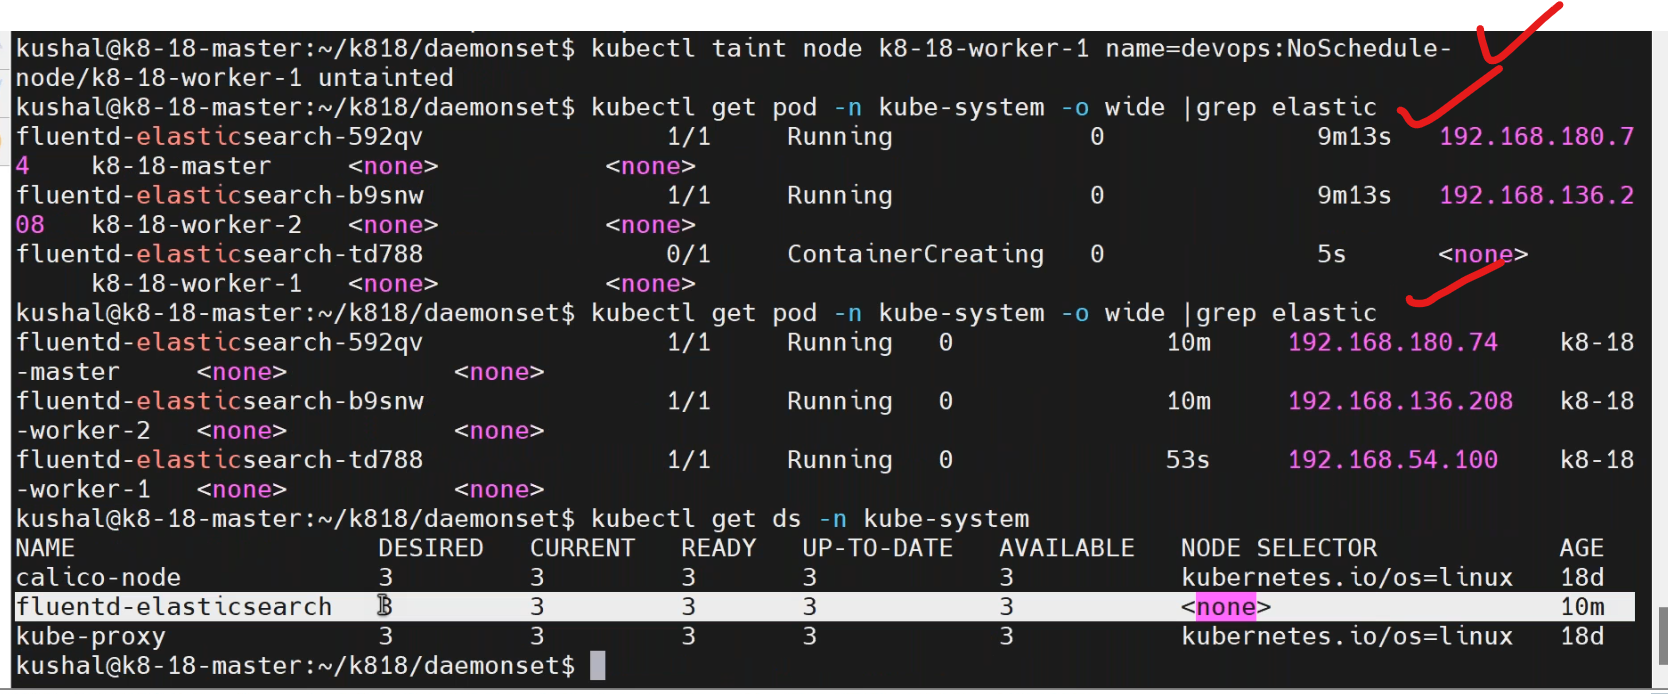 kushal@k8-18-master:~/k818/daemonset$ kubectl taint node k8-18-worker-1 name=devops:NoSchedule-
node/k8-18-worker-1 untainted
kushal@k8-18-master:~/k818/daemonset$ kubectl get pod -n kube-system -o wide |grep elastic
fluentd-elasticsearch-592qv 1/1 Running 0 9m13s 192.168.180.7
4 k8-18-master <none> <none>
fluentd-elasticsearch-b9snw 1/1 Running 0 9m13s 192.168.136.2
08 k8-18-worker-2 <none> <none>
fluentd-elasticsearch-td788 0/1 ContainerCreating 0 5s <none>
k8-18-worker-1 <none> <none>
kushal@k8-18-master:~/k818/daemonset$ kubectl get pod -n kube-system -o wide |grep elastic
fluentd-elasticsearch-592qv 1/1 Running 0 10m 192.168.180.74 k8-18
-master <none> <none>
fluentd-elasticsearch-b9snw 1/1 Running 0 10m 192.168.136.208 k8-18
-worker-2 <none> <none>
fluentd-elasticsearch-td788 1/1 Running 0 53s 192.168.54.100 k8-18
-worker-1 <none> <none>
kushal@k8-18-master:~/k818/daemonset$ kubectl get ds -n kube-system
NAME DESIRED CURRENT READY UP-TO-DATE AVAILABLE NODE SELECTOR AGE
calico-node 3 3 3 3 3 kubernetes.io/os=linux 18d
fluentd-elasticsearch 3 3 3 3 3 <none> 10m
kube-proxy 3 3 3 3 3 kubernetes.io/os=linux 18d
kushal@k8-18-master:~/k818/daemonset$